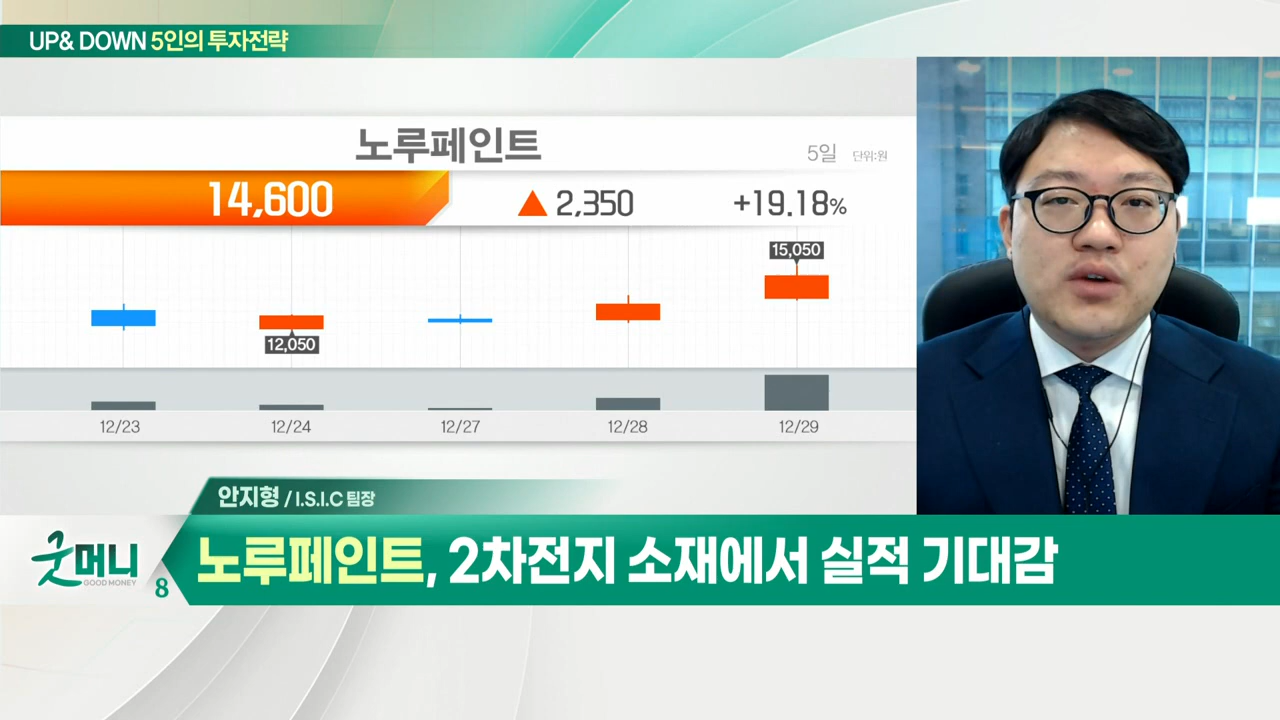 UP& DOWN 5인의 투자전략
노루페인트
5일 단위:원
14,600 ▲ 2,350 +19.18%
15,050
12,050
12/23 12/24 12/27 12/28 12/29
안지형 / I.S.I.C 팀장
굿머니
GOOD MONEY
8
노루페인트, 2차전지 소재에서 실적 기대감